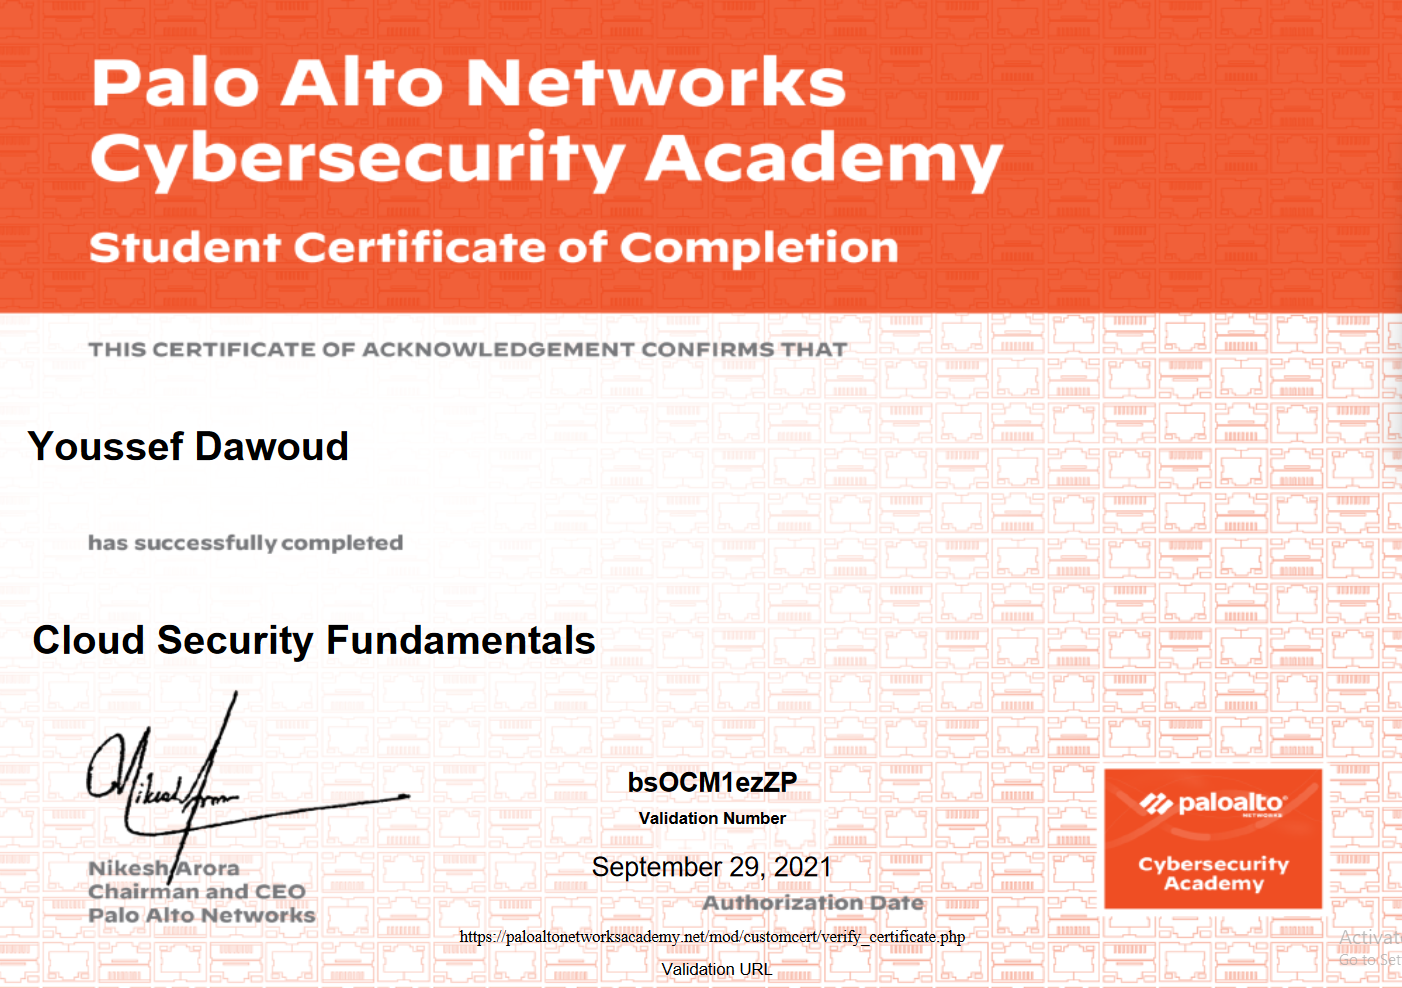 Palo Alto Networks
Cybersecurity Academy
Student Certificate of Completion
THIS CERTIFICATE OF ACKNOWLEDGEMENT CONFIRMS THAT
Youssef Dawoud
has successfully completed
Cloud Security Fundamentals
Nikesh Arora
Nikesh Arora
Chairman and CEO
Palo Alto Networks
bsOCM1ezZP
Validation Number
September 29, 2021
Authorization Date
https://paloaltonetworksacademy.net/mod/customcert/verify_certificate.php
Validation URL
paloalto®
NETWORKS
Cybersecurity
Academy
Activat
Go to Set